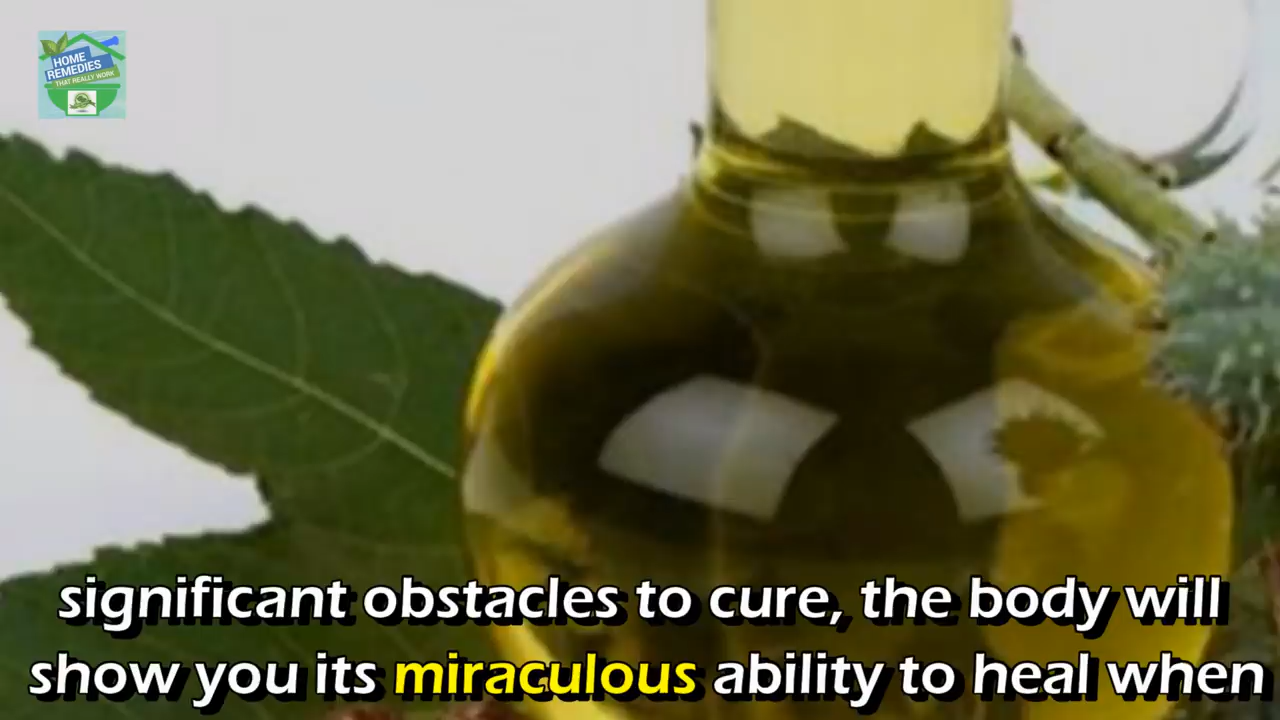 HOME
REMEDIES
THAT REALLY WORK
significant obstacles to cure, the body will
show you its miraculous ability to heal when